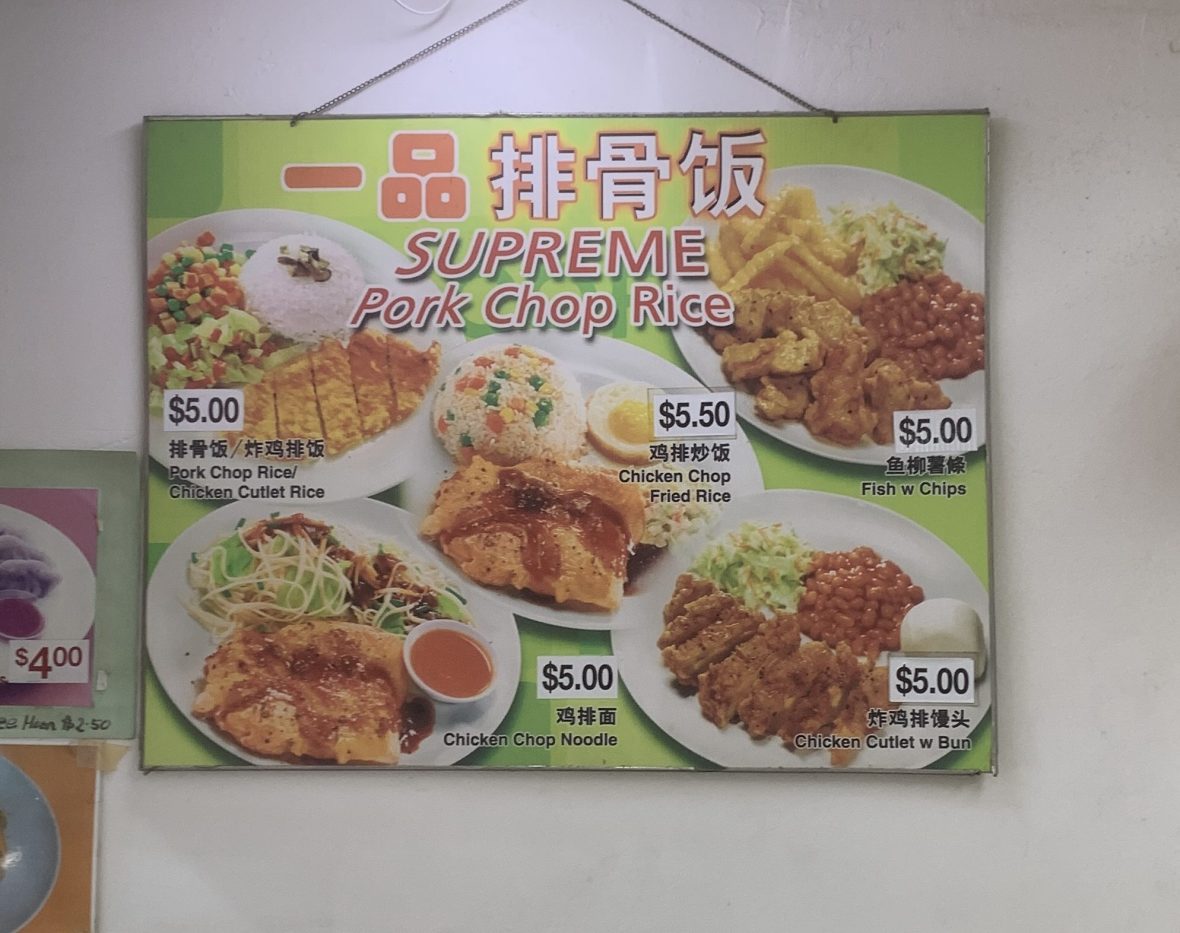 一品 排骨饭
SUPREME
Pork Chop Rice
$5.00
排骨饭/炸鸡排饭
Pork Chop Rice/
Chicken Cutlet Rice
$5.50
鸡排炒饭
Chicken Chop
Fried Rice
$5.00
鱼柳薯條
Fish w Chips
$5.00
鸡排面
Chicken Chop Noodle
$5.00
炸鸡排馒头
Chicken Cutlet w Bun
$4.00
$2.50